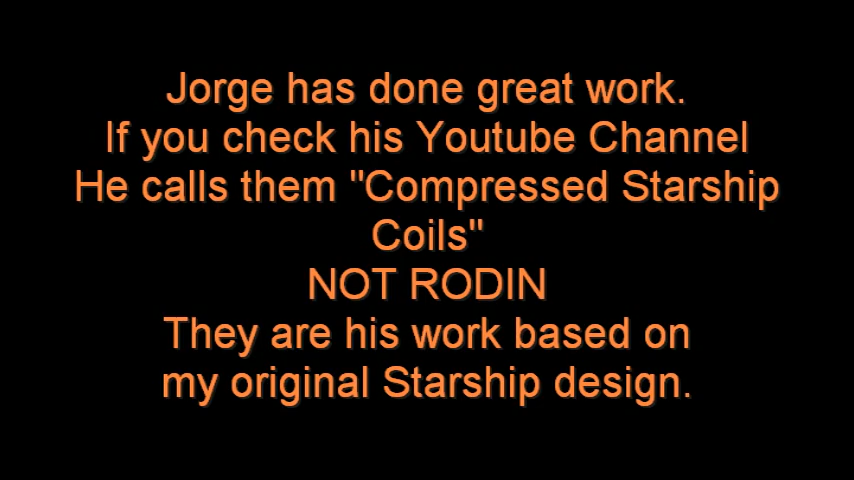 Jorge has done great work.
If you check his Youtube Channel
He calls them "Compressed Starship
Coils"
NOT RODIN
They are his work based on
my original Starship design.